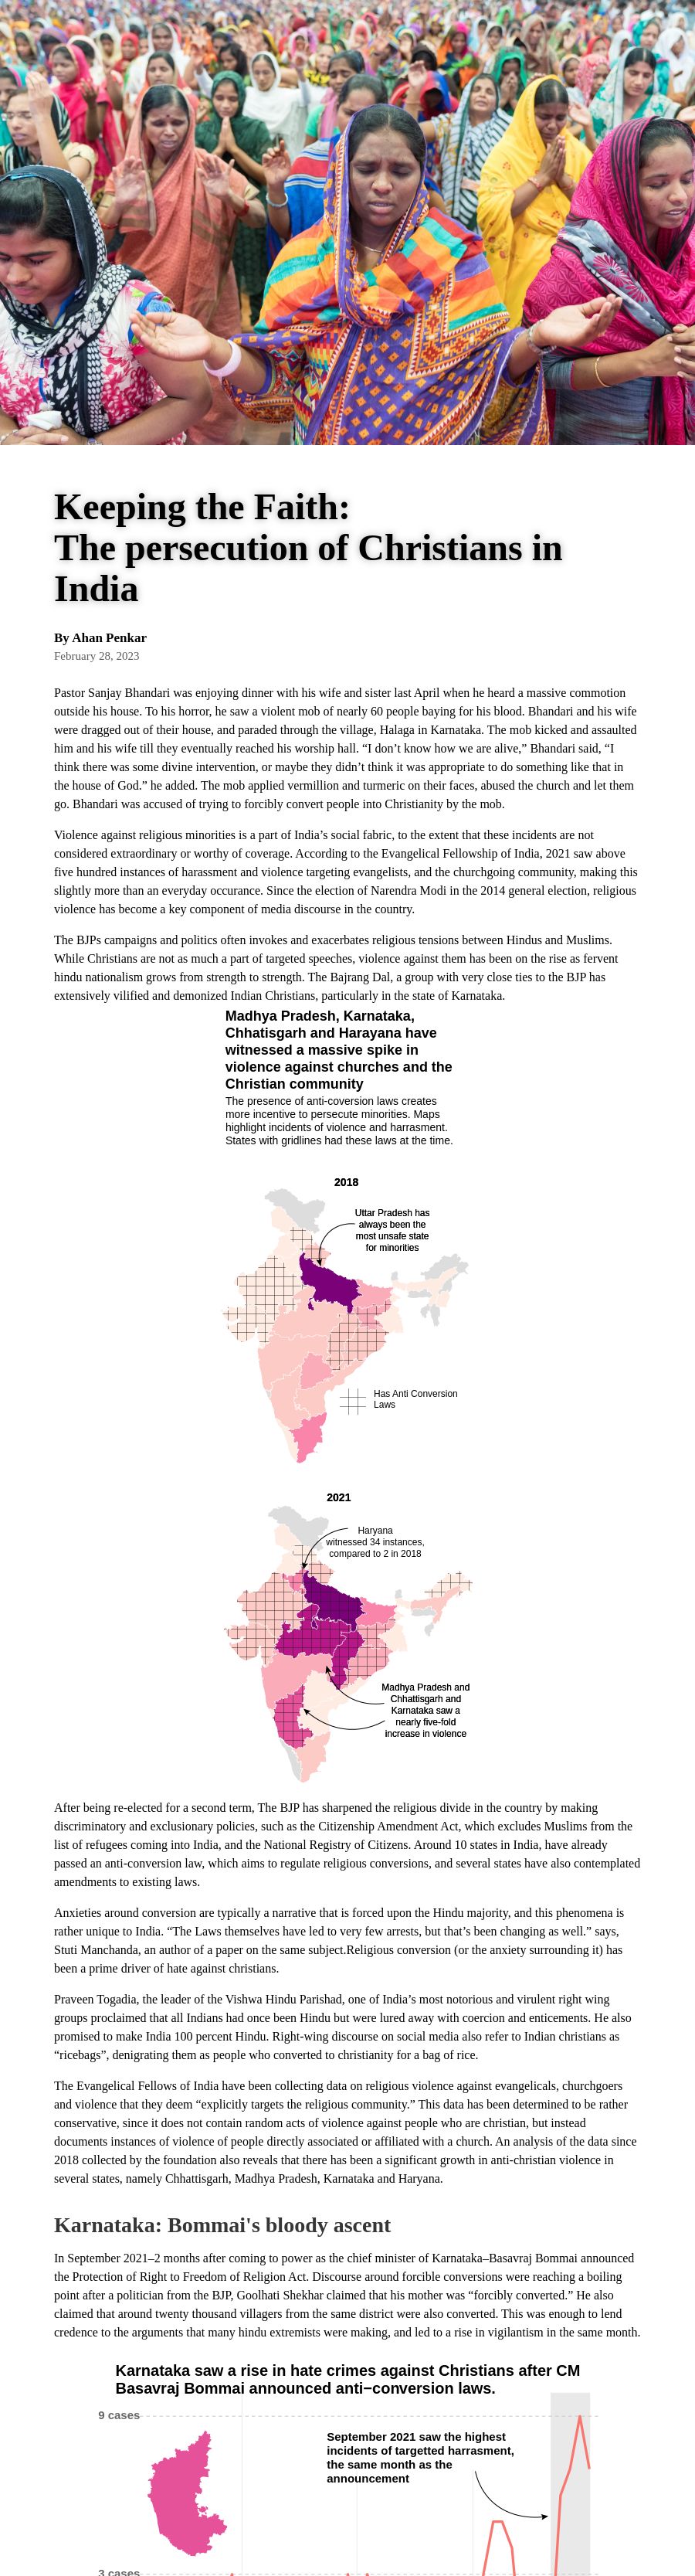 Keeping the Faith:
The persecution of Christians in
India
By Ahan Penkar
February 28, 2023
Pastor Sanjay Bhandari was enjoying dinner with his wife and sister last April when he heard a massive commotion
outside his house. To his horror, he saw a violent mob of nearly 60 people baying for his blood. Bhandari and his wife
were dragged out of their house, and paraded through the village, Halaga in Karnataka. The mob kicked and assaulted
him and his wife till they eventually reached his worship hall. “I don’t know how we are alive,” Bhandari said, “I
think there was some divine intervention, or maybe they didn’t think it was appropriate to do something like that in
the house of God.” he added. The mob applied vermillion and turmeric on their faces, abused the church and let them
go. Bhandari was accused of trying to forcibly convert people into Christianity by the mob.
Violence against religious minorities is a part of India’s social fabric, to the extent that these incidents are not
considered extraordinary or worthy of coverage. According to the Evangelical Fellowship of India, 2021 saw above
five hundred instances of harassment and violence targeting evangelists, and the churchgoing community, making this
slightly more than an everyday occurance. Since the election of Narendra Modi in the 2014 general election, religious
violence has become a key component of media discourse in the country.
The BJPs campaigns and politics often invokes and exacerbates religious tensions between Hindus and Muslims.
While Christians are not as much a part of targeted speeches, violence against them has been on the rise as fervent
hindu nationalism grows from strength to strength. The Bajrang Dal, a group with very close ties to the BJP has
extensively vilified and demonized Indian Christians, particularly in the state of Karnataka.
Madhya Pradesh, Karnataka,
Chhatisgarh and Harayana have
witnessed a massive spike in
violence against churches and the
Christian community
The presence of anti-coversion laws creates
more incentive to persecute minorities. Maps
highlight incidents of violence and harrasment.
States with gridlines had these laws at the time.
2018
Uttar Pradesh has
always been the
most unsafe state
for minorities
Has Anti Conversion
Laws
2021
Haryana
witnessed 34 instances,
compared to 2 in 2018
Madhya Pradesh and
Chhattisgarh and
Karnataka saw a
nearly five-fold
increase in violence
After being re-elected for a second term, The BJP has sharpened the religious divide in the country by making
discriminatory and exclusionary policies, such as the Citizenship Amendment Act, which excludes Muslims from the
list of refugees coming into India, and the National Registry of Citizens. Around 10 states in India, have already
passed an anti-conversion law, which aims to regulate religious conversions, and several states have also contemplated
amendments to existing laws.
Anxieties around conversion are typically a narrative that is forced upon the Hindu majority, and this phenomena is
rather unique to India. “The Laws themselves have led to very few arrests, but that’s been changing as well.” says,
Stuti Manchanda, an author of a paper on the same subject.Religious conversion (or the anxiety surrounding it) has
been a prime driver of hate against christians.
Praveen Togadia, the leader of the Vishwa Hindu Parishad, one of India’s most notorious and virulent right wing
groups proclaimed that all Indians had once been Hindu but were lured away with coercion and enticements. He also
promised to make India 100 percent Hindu. Right-wing discourse on social media also refer to Indian christians as
“ricebags”, denigrating them as people who converted to christianity for a bag of rice.
The Evangelical Fellows of India have been collecting data on religious violence against evangelicals, churchgoers
and violence that they deem “explicitly targets the religious community.” This data has been determined to be rather
conservative, since it does not contain random acts of violence against people who are christian, but instead
documents instances of violence of people directly associated or affiliated with a church. An analysis of the data since
2018 collected by the foundation also reveals that there has been a significant growth in anti-christian violence in
several states, namely Chhattisgarh, Madhya Pradesh, Karnataka and Haryana.
Karnataka: Bommai's bloody ascent
In September 2021–2 months after coming to power as the chief minister of Karnataka–Basavraj Bommai announced
the Protection of Right to Freedom of Religion Act. Discourse around forcible conversions were reaching a boiling
point after a politician from the BJP, Goolhati Shekhar claimed that his mother was “forcibly converted.” He also
claimed that around twenty thousand villagers from the same district were also converted. This was enough to lend
credence to the arguments that many hindu extremists were making, and led to a rise in vigilantism in the same month.
Karnataka saw a rise in hate crimes against Christians after CM
Basavraj Bommai announced anti−conversion laws.
9 cases
September 2021 saw the highest
incidents of targetted harrasment,
the same month as the
announcement
3 cases